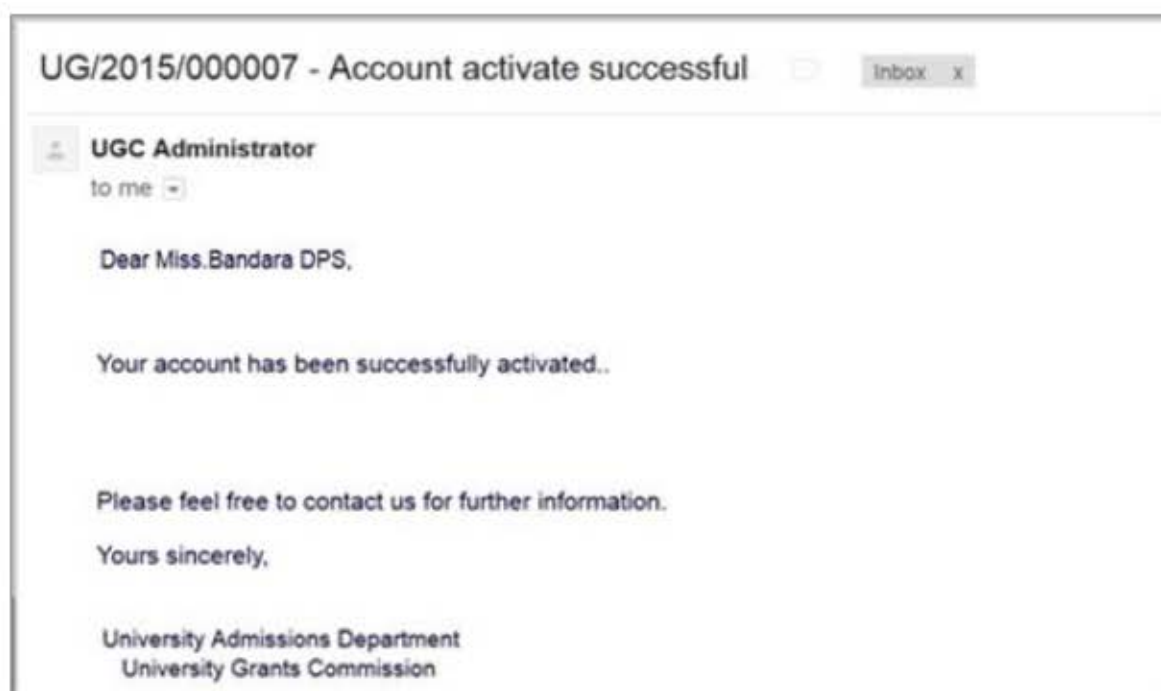 UG/2015/000007 - Account activate successful Inbox x
UGC Administrator
to me
Dear Miss.Bandara DPS,
Your account has been successfully activated..
Please feel free to contact us for further information.
Yours sincerely,
University Admissions Department
University Grants Commission